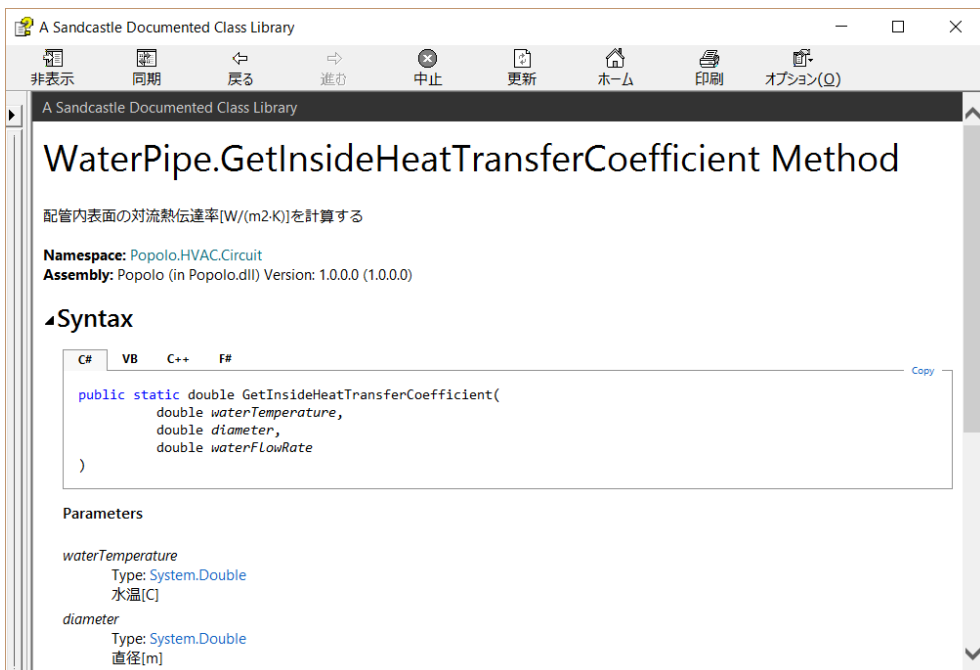 A Sandcastle Documented Class Library
非表示 同期 戻る 進む 中止 更新 ホーム 印刷 オプション(O)
A Sandcastle Documented Class Library
WaterPipe.GetInsideHeatTransferCoefficient Method
配管内表面の対流熱伝達率[W/(m2·K)]を計算する
Namespace: Popolo.HVAC.Circuit
Assembly: Popolo (in Popolo.dll) Version: 1.0.0.0 (1.0.0.0)
Syntax
C# VB C++ F#
Copy
public static double GetInsideHeatTransferCoefficient(
double waterTemperature,
double diameter,
double waterFlowRate
)
Parameters
waterTemperature
Type: System.Double
水温[C]
diameter
Type: System.Double
直径[m]